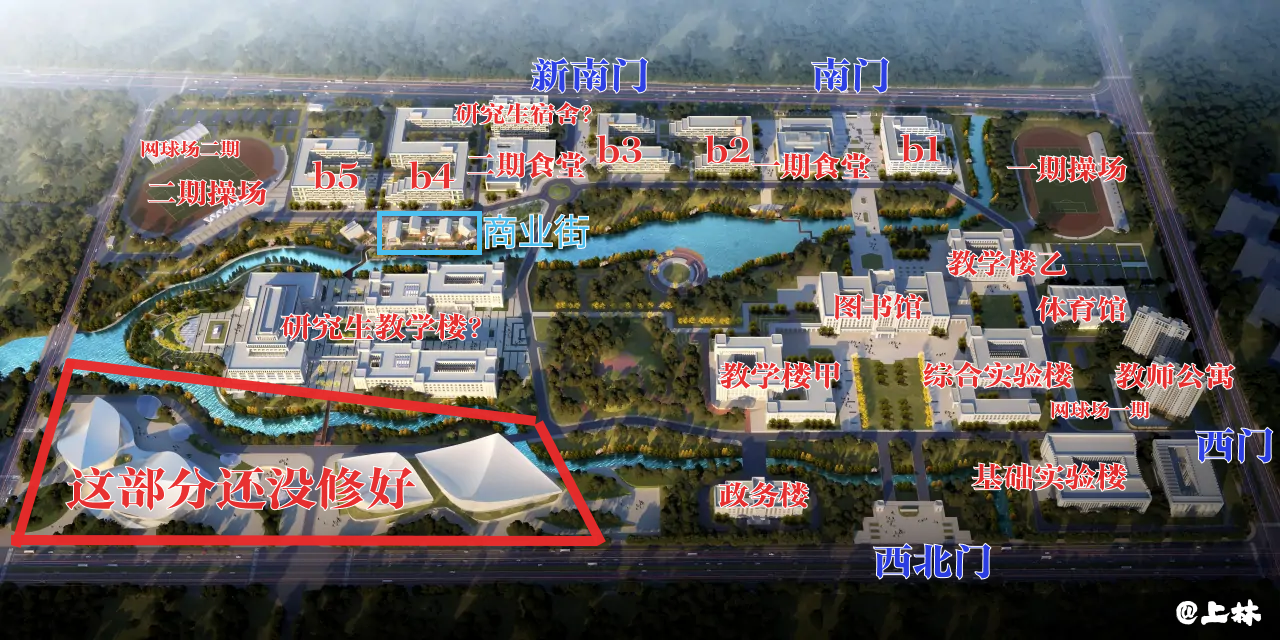 新南门
南门
研究生宿舍?
网球场二期
二期操场
b5
b4
二期食堂
b3
b2
一期食堂
b1
一期操场
商业街
教学楼乙
图书馆
体育馆
研究生教学楼?
教学楼甲
综合实验楼
教师公寓
网球场一期
西门
这部分还没修好
政务楼
基础实验楼
西北门
@上林